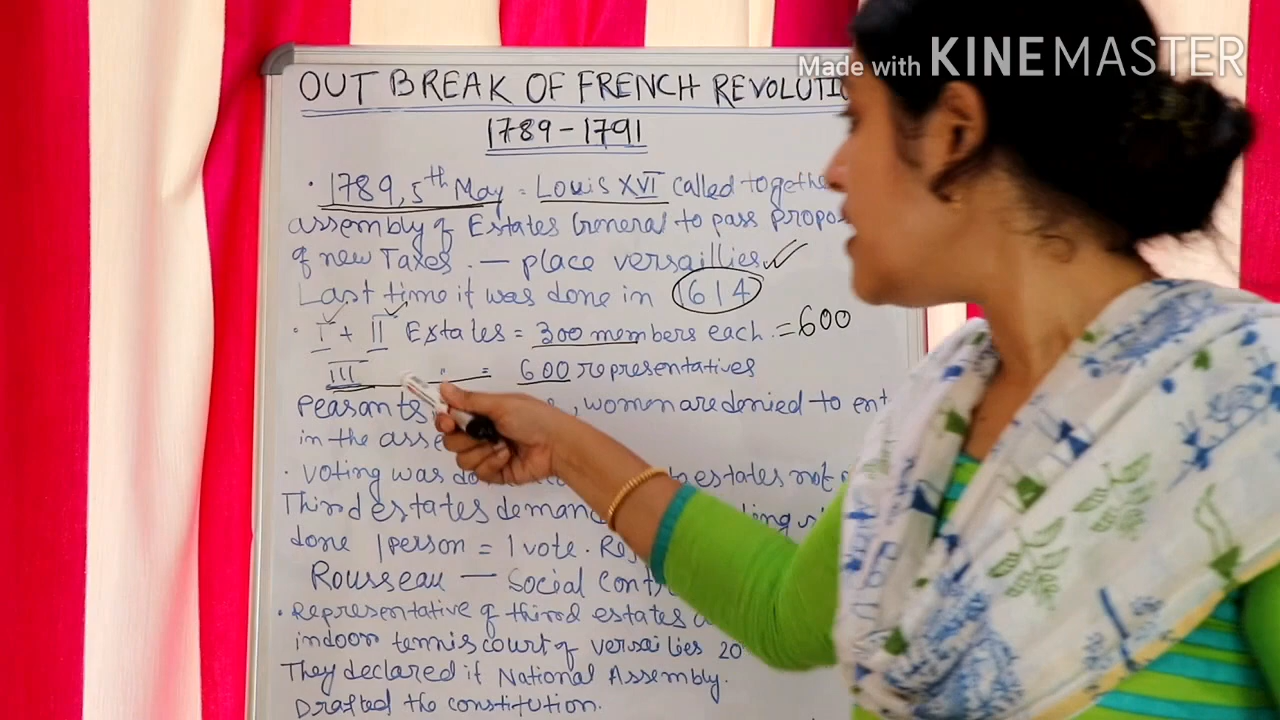 Made with KINEMASTER
OUT BREAK OF FRENCH REVOLUTIO
1789-1791
· 1789, 5th May = Louis XVI called togethe
assembly of Estates General to pass propo
of new Taxes. — place versaillies
Last time it was done in 1614
· I + II Extales = 300 members each. = 600
III " = 600 representatives
Peasants, women are denied to ent
in the asse
· Voting was do estates not
Third estates demand
done 1 person = 1 vote.
Rousseau — Social Cont
· Representative of third estates
indoor tennis court of versailies 20
They declared it National Assembly.
Drafted the constitution.